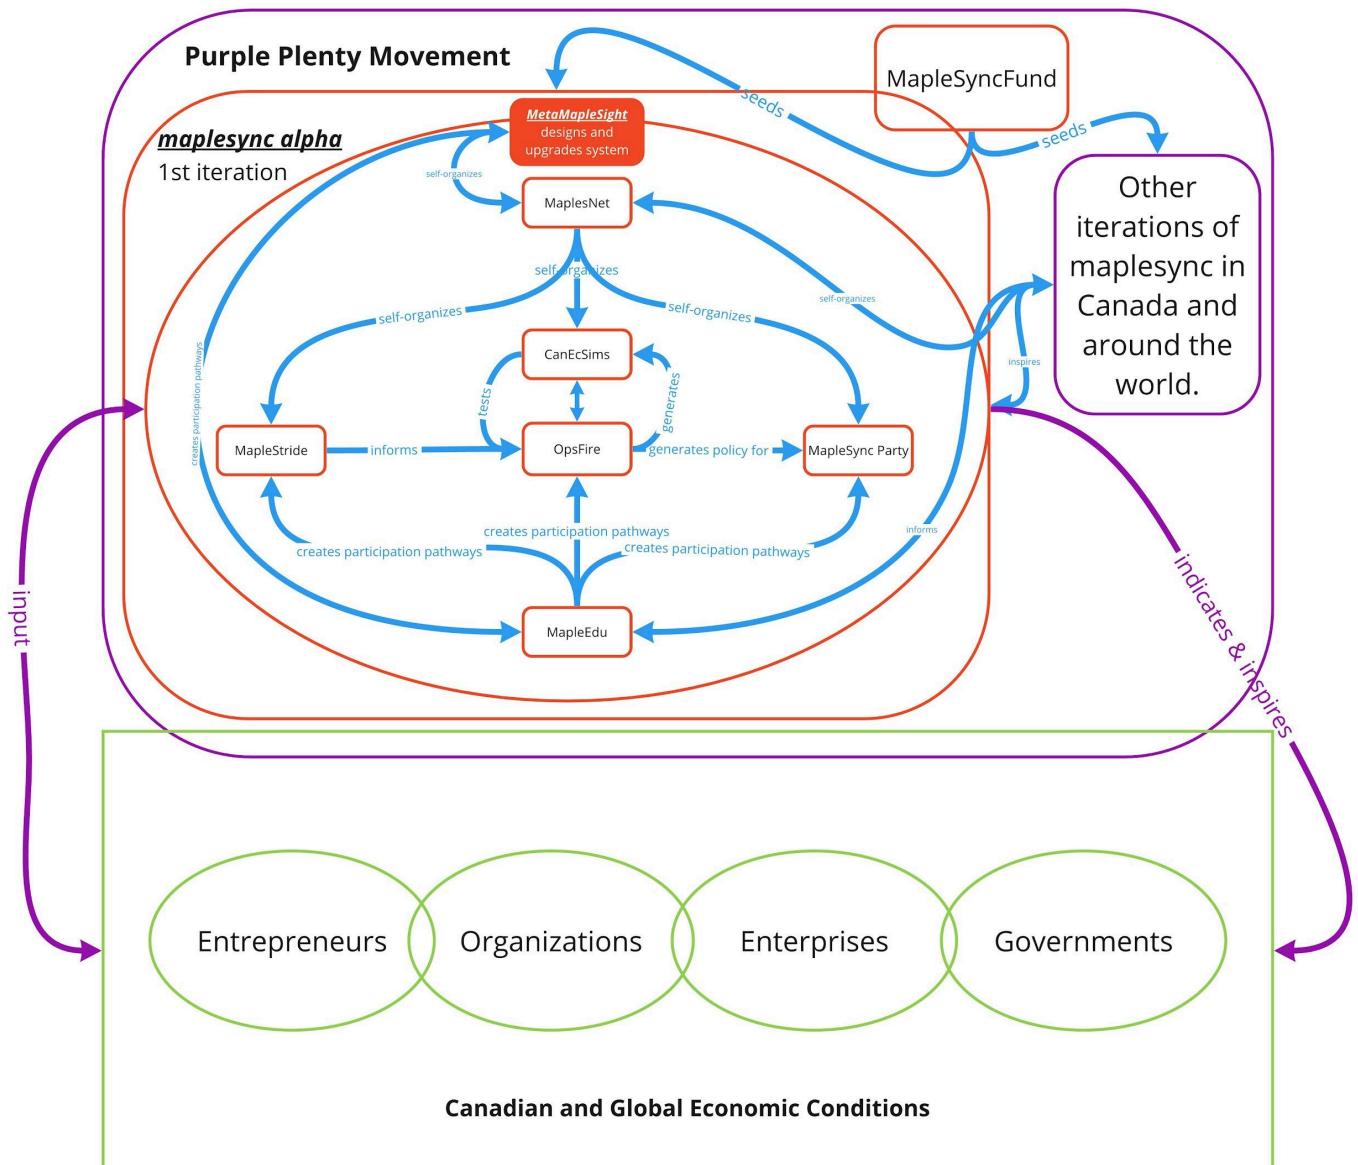 Purple Plenty Movement
MapleSyncFund
seeds
seeds
maplesync alpha
1st iteration
MetaMapleSight
designs and
upgrades system
self-organizes
MaplesNet
Other
iterations of
maplesync in
Canada and
around the
world.
self-organizes
self-organizes
self-organizes
self-organizes
CanEcSims
inspires
creates participation pathways
tests
generates
MapleStride
informs
OpsFire
generates policy for
MapleSync Party
creates participation pathways
creates participation pathways
creates participation pathways
informs
MapleEdu
input
indicates & inspires
Entrepreneurs
Organizations
Enterprises
Governments
Canadian and Global Economic Conditions